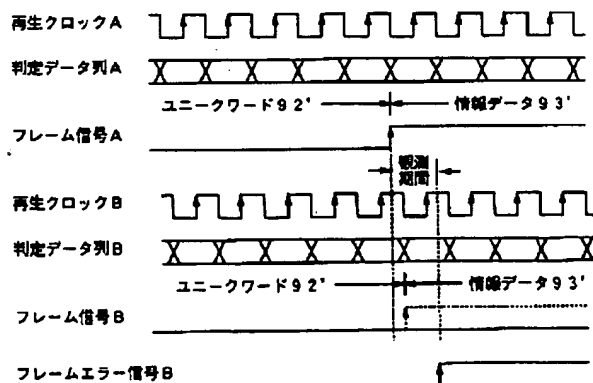 再生クロックA
判定データ列A
ユニークワード92'
情報データ93'
フレーム信号A
観測
期間
再生クロックB
判定データ列B
ユニークワード92'
情報データ93'
フレーム信号B
フレームエラー信号B